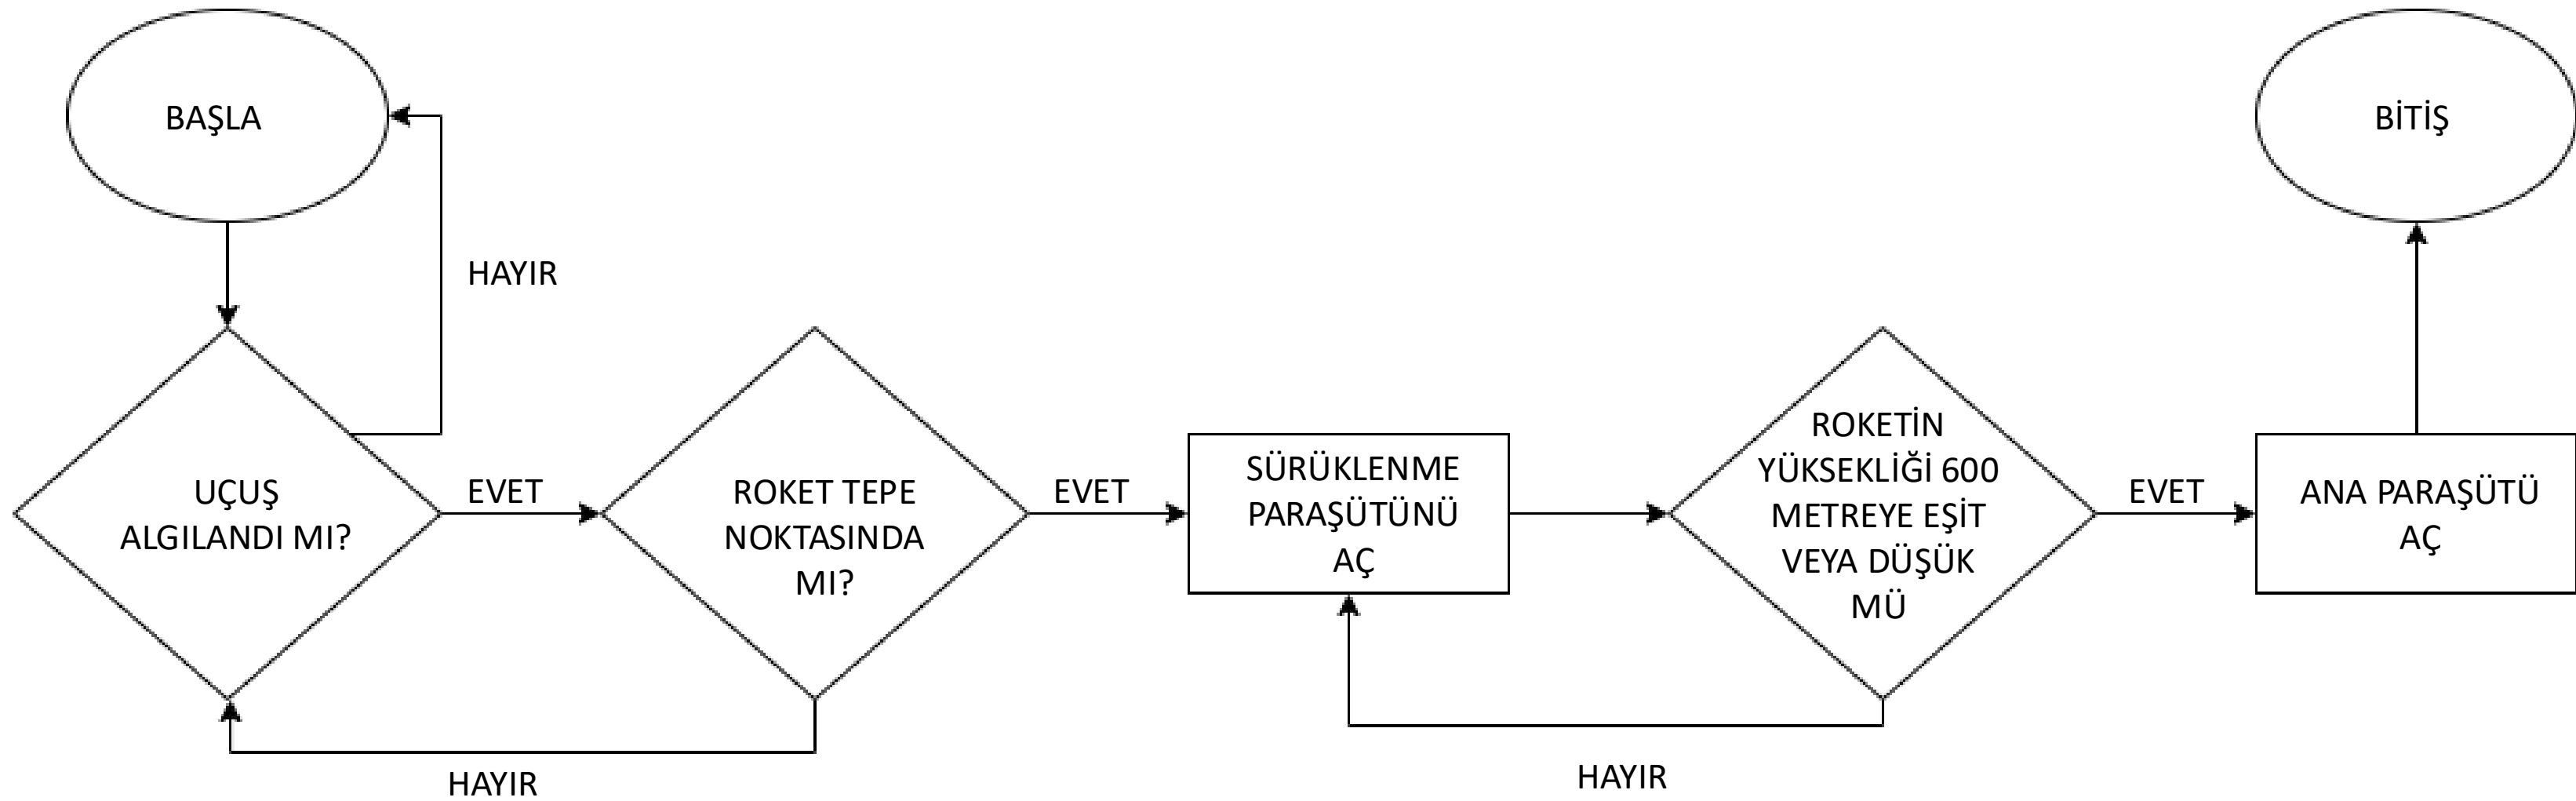 BAŞLA
BİTİŞ
HAYIR
UÇUŞ
ALGILANDI MI?
EVET
ROKET TEPE
NOKTASINDA
MI?
EVET
SÜRÜKLENME
PARAŞÜTÜNÜ
AÇ
ROKETİN
YÜKSEKLİĞİ 600
METREYE EŞİT
VEYA DÜŞÜK
MÜ
EVET
ANA PARAŞÜTÜ
AÇ
HAYIR
HAYIR